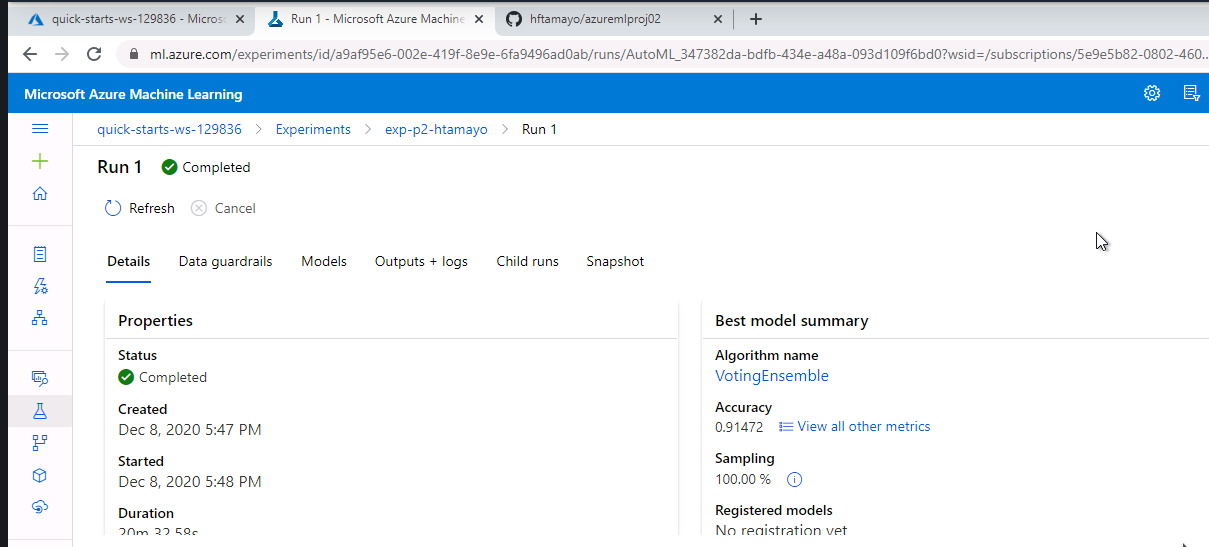 quick-starts-ws-129836 - Micros
Run 1 - Microsoft Azure Machine
hftamayo/azuremlproj02
ml.azure.com/experiments/id/a9af95e6-002e-419f-8e9e-6fa9496ad0ab/runs/AutoML_347382da-bdfb-434e-a48a-093d109f6bd0?wsid=/subscriptions/5e9e5b82-0802-460...
Microsoft Azure Machine Learning
quick-starts-ws-129836 > Experiments > exp-p2-htamayo > Run 1
Run 1 Completed
Refresh Cancel
Details Data guardrails Models Outputs + logs Child runs Snapshot
Properties
Status
Completed
Created
Dec 8, 2020 5:47 PM
Started
Dec 8, 2020 5:48 PM
Duration
20m 32.58s
Best model summary
Algorithm name
VotingEnsemble
Accuracy
0.91472 View all other metrics
Sampling
100.00 %
Registered models
No registration yet